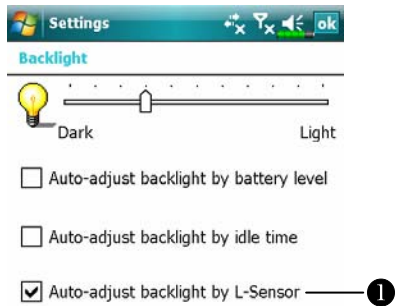 Settings ok
Backlight
Dark Light
Auto-adjust backlight by battery level
Auto-adjust backlight by idle time
Auto-adjust backlight by L-Sensor 1